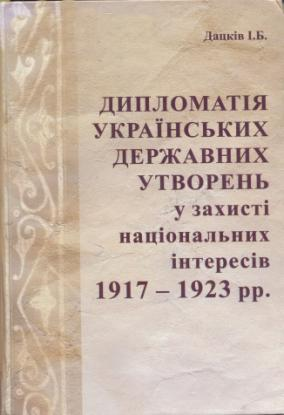 Дацків І.Б.
ДИПЛОМАТІЯ
УКРАЇНСЬКИХ
ДЕРЖАВНИХ
УТВОРЕНЬ
у захисті
національних
інтересів
1917 – 1923 рр.